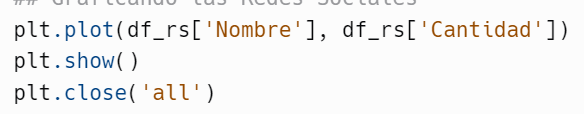 ## Graficando las Redes Sociales
plt.plot(df_rs['Nombre'], df_rs['Cantidad'])
plt.show()
plt.close('all')